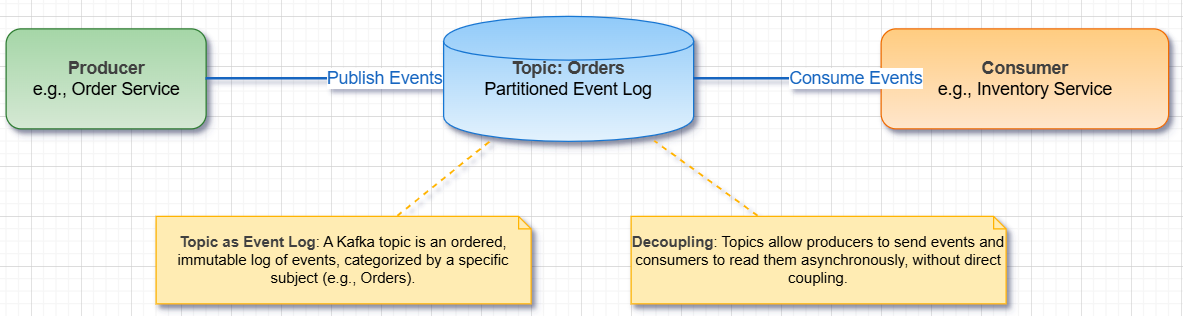 Producer
e.g., Order Service
Publish Events
Topic: Orders
Partitioned Event Log
Consume Events
Consumer
e.g., Inventory Service
Topic as Event Log: A Kafka topic is an ordered,
immutable log of events, categorized by a specific
subject (e.g., Orders).
Decoupling: Topics allow producers to send events and
consumers to read them asynchronously, without direct
coupling.